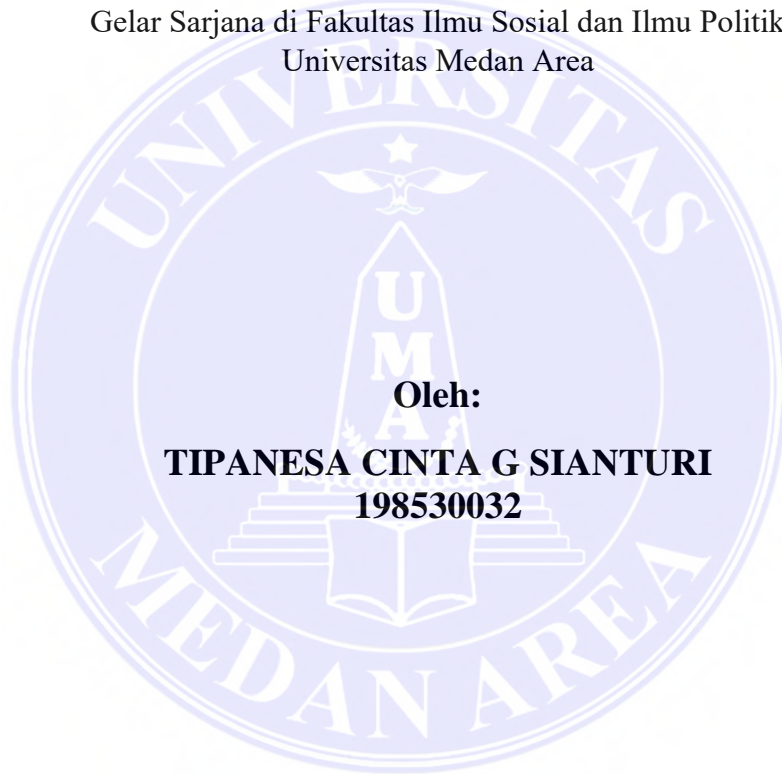 Gelar Sarjana di Fakultas Ilmu Sosial dan Ilmu Politik
Universitas Medan Area
UNIVERSITAS
UMA
Oleh:
TIPANESA CINTA G SIANTURI
198530032
MEDAN AREA